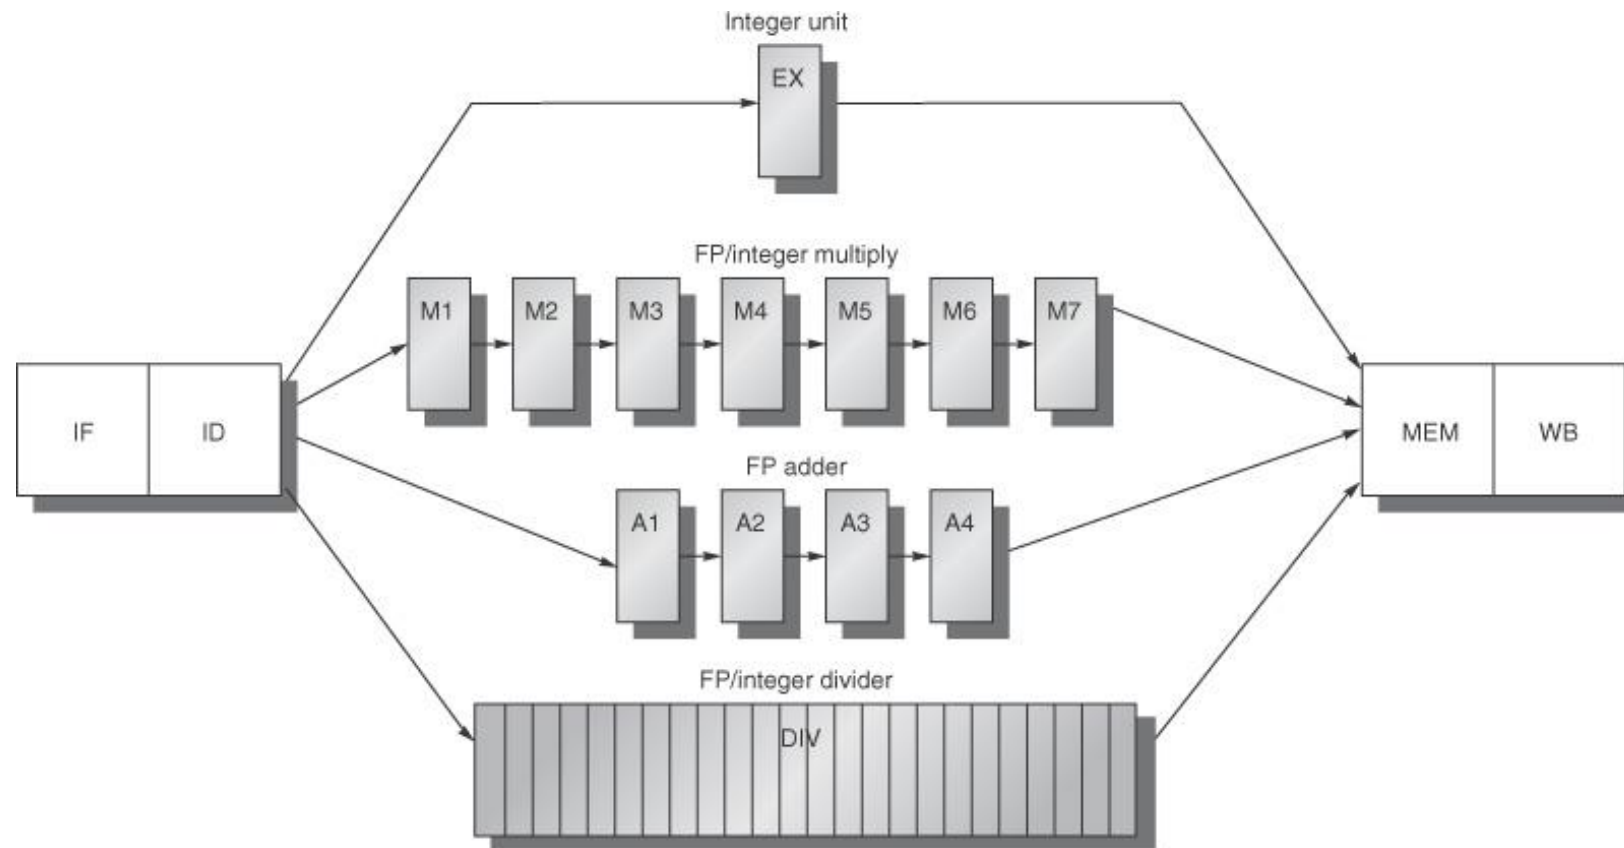 Integer unit
EX
FP/integer multiply
M1 M2 M3 M4 M5 M6 M7
IF ID
MEM WB
FP adder
A1 A2 A3 A4
FP/integer divider
DIV